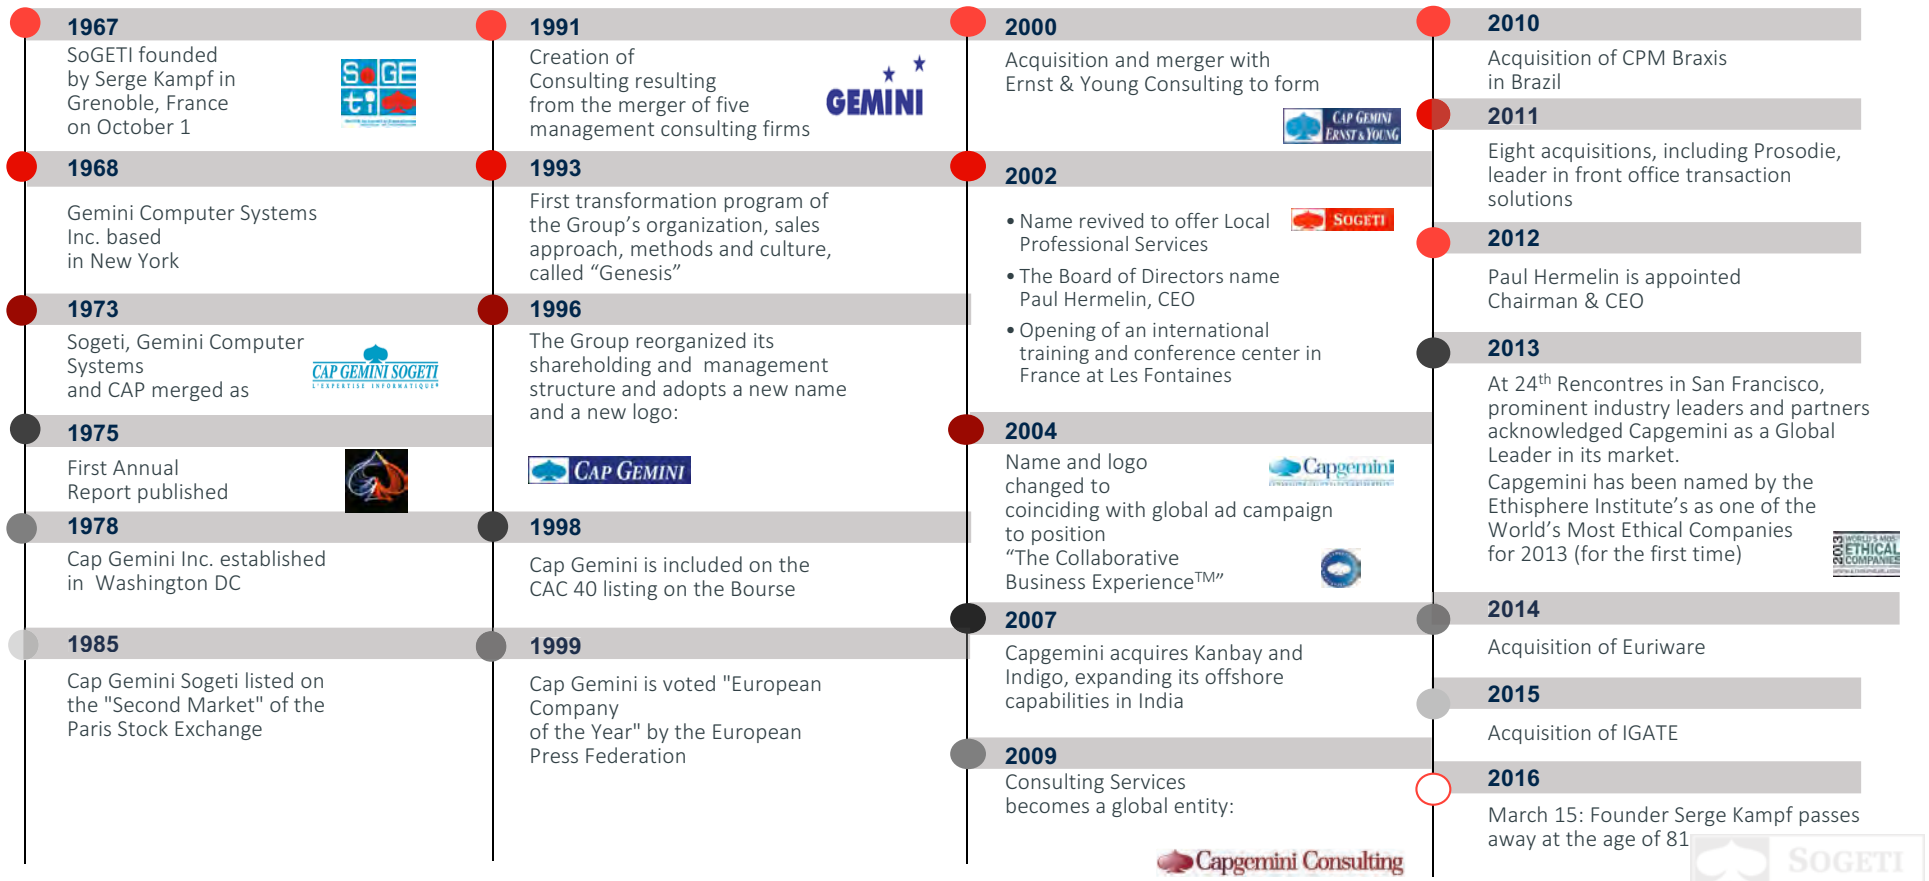 1967
SoGETI founded
by Serge Kampf in
Grenoble, France
on October 1
SOGE
ti
1968
Gemini Computer Systems
Inc. based
in New York
1973
Sogeti, Gemini Computer
Systems
and CAP merged as
CAP GEMINI SOGETI
L'EXPERTISE INFORMATIQUE
1975
First Annual
Report published
1978
Cap Gemini Inc. established
in Washington DC
1985
Cap Gemini Sogeti listed on
the "Second Market" of the
Paris Stock Exchange
1991
Creation of
Consulting resulting
from the merger of five
management consulting firms
GEMINI
1993
First transformation program of
the Group’s organization, sales
approach, methods and culture,
called “Genesis”
1996
The Group reorganized its
shareholding and management
structure and adopts a new name
and a new logo:
CAP GEMINI
1998
Cap Gemini is included on the
CAC 40 listing on the Bourse
1999
Cap Gemini is voted "European
Company
of the Year" by the European
Press Federation
2000
Acquisition and merger with
Ernst & Young Consulting to form
CAP GEMINI
ERNST & YOUNG
2002
• Name revived to offer Local
Professional Services
SOGETI
• The Board of Directors name
Paul Hermelin, CEO
• Opening of an international
training and conference center in
France at Les Fontaines
2004
Name and logo
changed to
coinciding with global ad campaign
to position
“The Collaborative
Business Experience™”
Capgemini
2007
Capgemini acquires Kanbay and
Indigo, expanding its offshore
capabilities in India
2009
Consulting Services
becomes a global entity:
Capgemini Consulting
2010
Acquisition of CPM Braxis
in Brazil
2011
Eight acquisitions, including Prosodie,
leader in front office transaction
solutions
2012
Paul Hermelin is appointed
Chairman & CEO
2013
At 24th Rencontres in San Francisco,
prominent industry leaders and partners
acknowledged Capgemini as a Global
Leader in its market.
Capgemini has been named by the
Ethisphere Institute’s as one of the
World’s Most Ethical Companies
for 2013 (for the first time)
2013
WORLD'S MOST
ETHICAL
COMPANIES
2014
Acquisition of Euriware
2015
Acquisition of IGATE
2016
March 15: Founder Serge Kampf passes
away at the age of 81
SOGETI